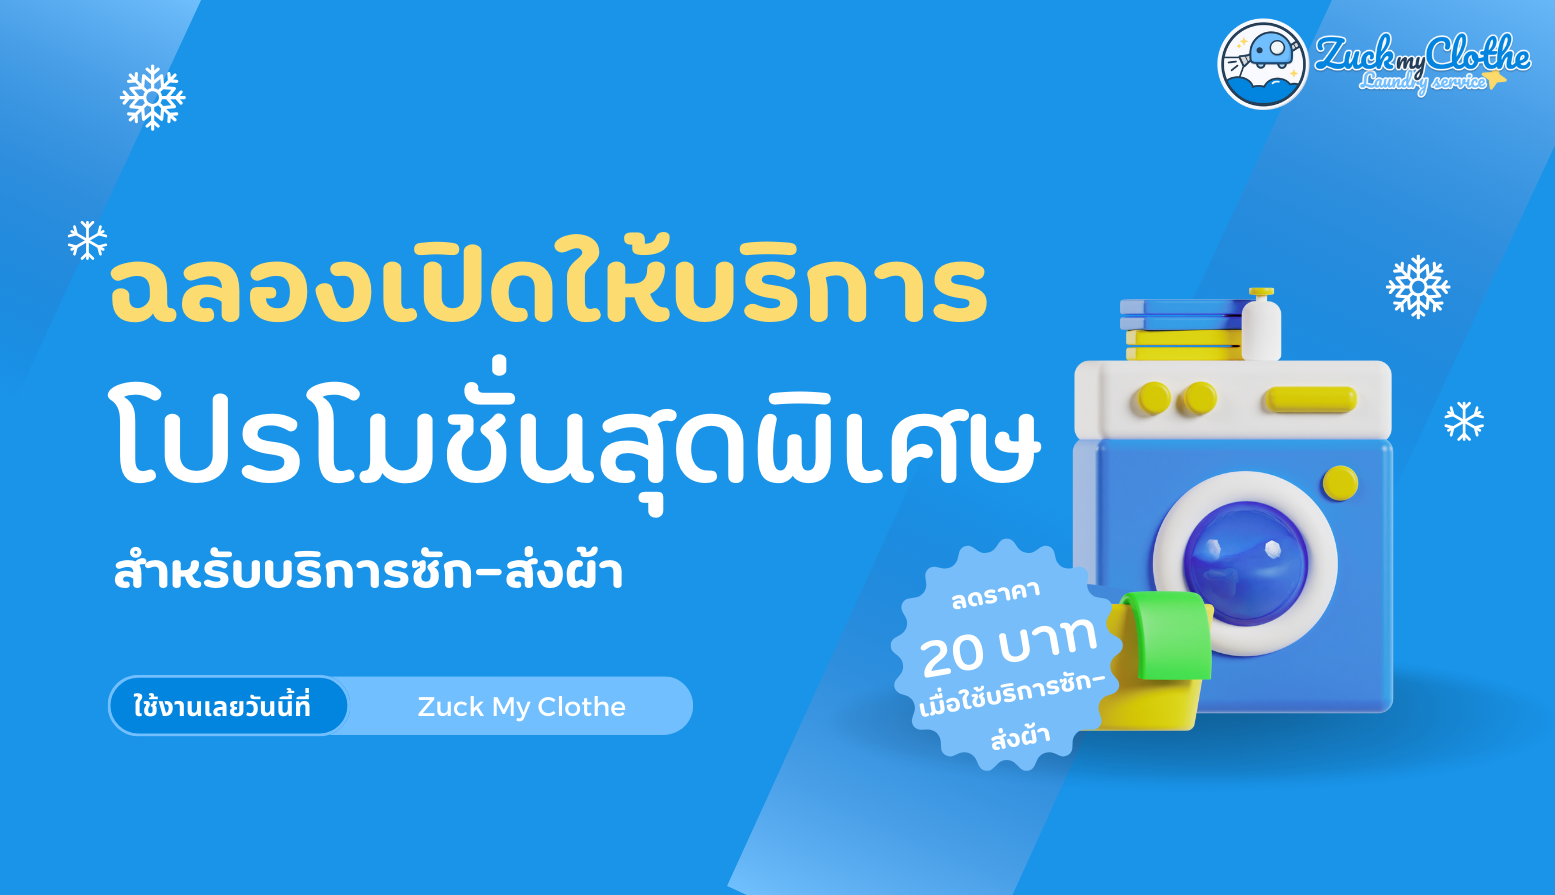 Zuck my Clothe
Laundry service
ฉลองเปิดให้บริการ
โปรโมชั่นสุดพิเศษ
สำหรับบริการซัก-ส่งผ้า
ลดราคา
20 บาท
เมื่อใช้บริการซัก-
ส่งผ้า
ใช้งานเลยวันนี้ที่ Zuck My Clothe